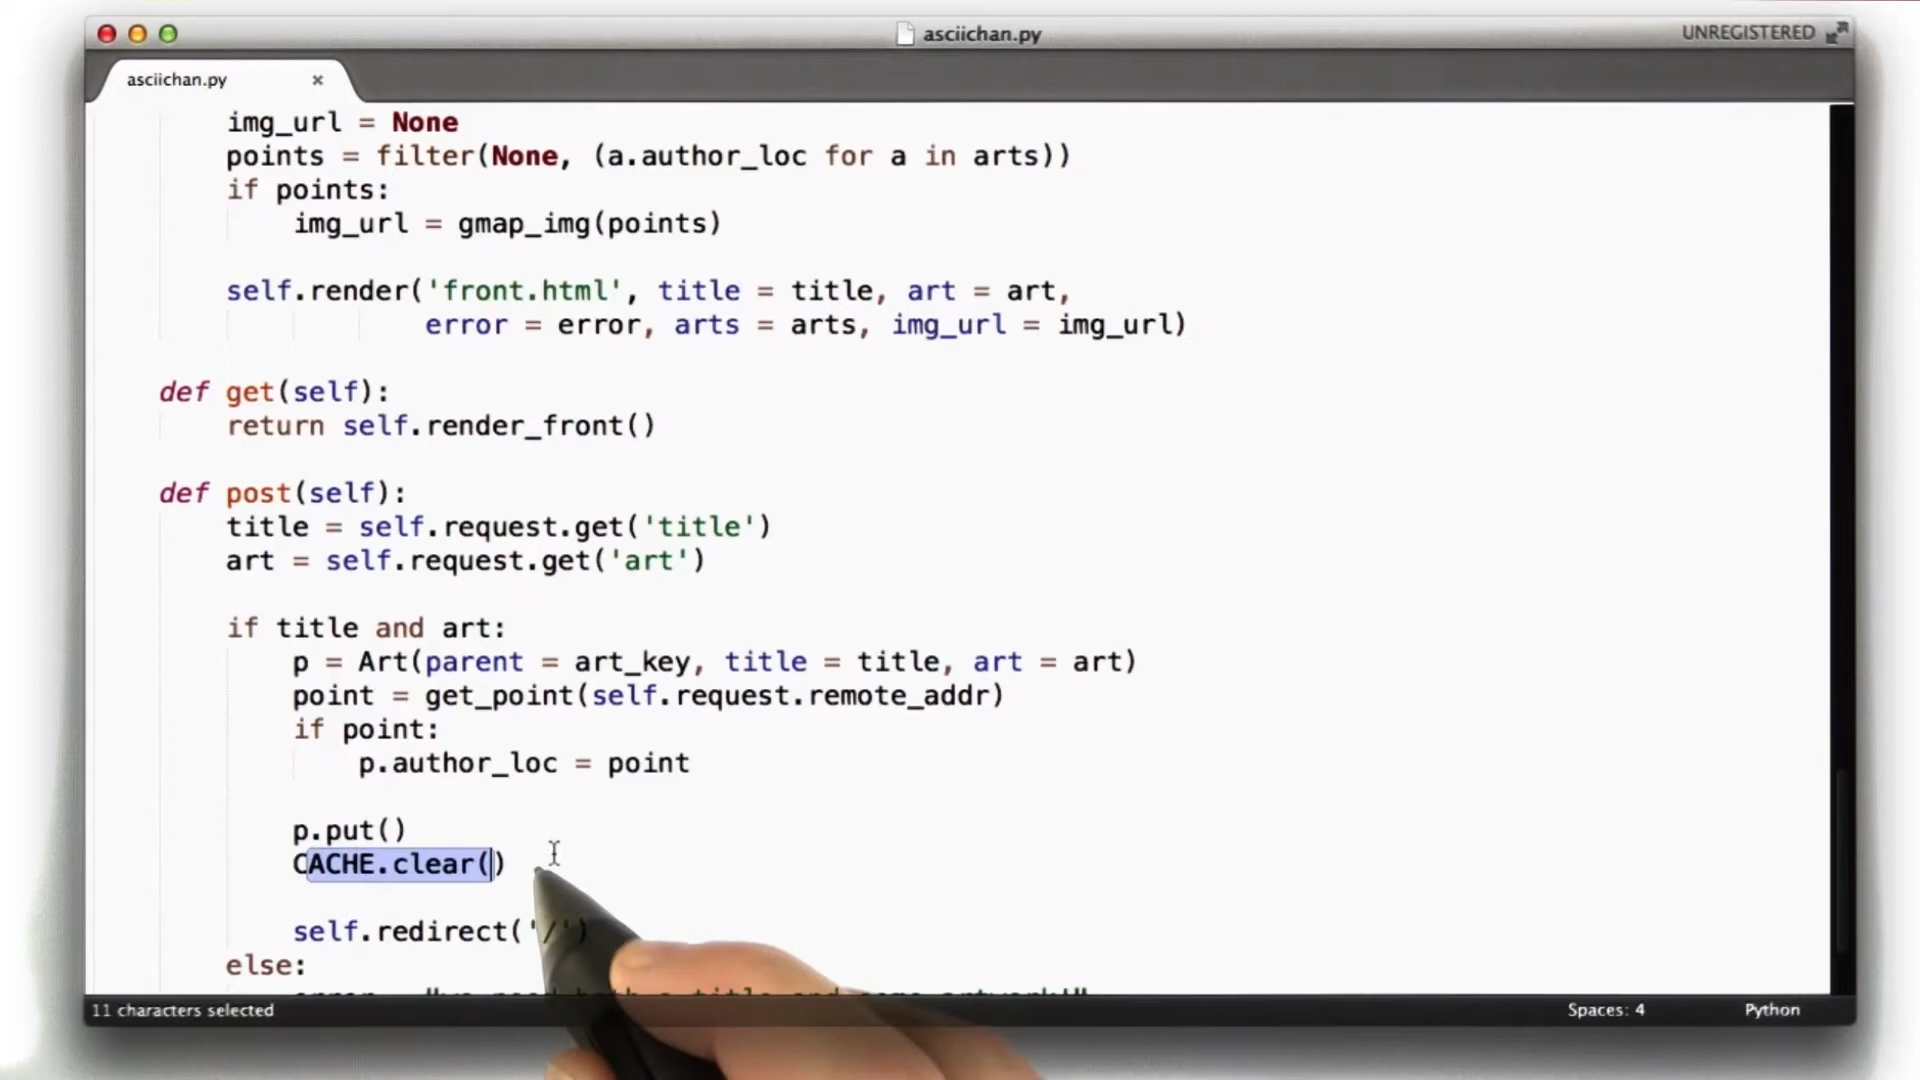 asciichan.py
UNREGISTERED
asciichan.py
img_url = None
points = filter(None, (a.author_loc for a in arts))
if points:
img_url = gmap_img(points)
self.render('front.html', title = title, art = art,
error = error, arts = arts, img_url = img_url)
def get(self):
return self.render_front()
def post(self):
title = self.request.get('title')
art = self.request.get('art')
if title and art:
p = Art(parent = art_key, title = title, art = art)
point = get_point(self.request.remote_addr)
if point:
p.author_loc = point
p.put()
CACHE.clear()
self.redirect('/')
else:
11 characters selected
Spaces: 4
Python